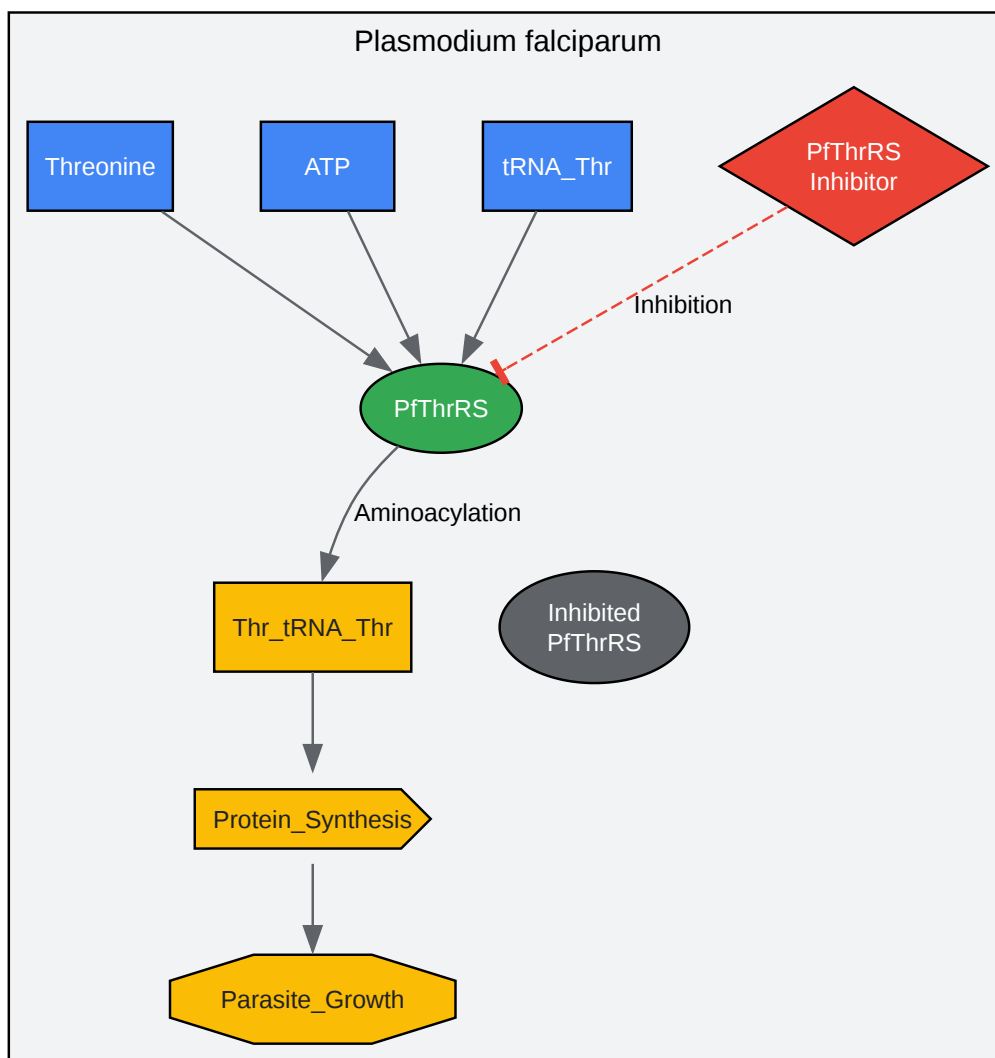 Plasmodium falciparum
Threonine
ATP
tRNA_Thr
PfThrRS
Inhibitor
Inhibition
PfThrRS
Aminoacylation
Thr_tRNA_Thr
Inhibited
PfThrRS
Protein_Synthesis
Parasite_Growth